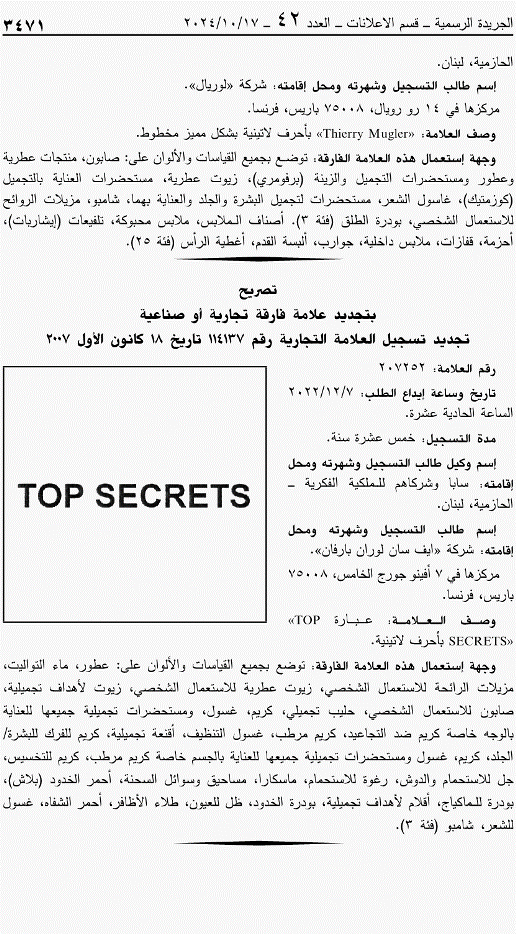 الجريدة الرسمية ـ قسم الاعلانات ـ العدد ٤٢ ـ ٢٠٢٤/١٠/١٧
٣٤٧١
الحازمية، لبنان.
إسم طالب التسجيل وشهرته ومحل إقامته: شركة «لوريال».
مركزها في ١٤ رو رويال، ٧٥٠٠٨ باريس، فرنسا.
وصف العلامة: «Thierry Mugler» بأحرف لاتينية بشكل مميز مخطوط.
وجهة إستعمال هذه العلامة الفارقة: توضع بجميع القياسات والألوان على: صابون، منتجات عطرية
وعطور ومستحضرات التجميل والزينة (برفومري)، زيوت عطرية، مستحضرات العناية بالتجميل
(كوزمتيك)، غاسول الشعر، مستحضرات لتجميل البشرة والجلد والعناية بهما، شامبو، مزيلات الروائح
للاستعمال الشخصي، بودرة الطلق (فئة ٣). أصناف الملابس، ملابس محبوكة، تلفيعات (إيشاربات)،
أحزمة، قفازات، ملابس داخلية، جوارب، ألبسة القدم، أغطية الرأس (فئة ٢٥).
تصريح
بتجديد علامة فارقة تجارية أو صناعية
تجديد تسجيل العلامة التجارية رقم ١١٤١٣٧ تاريخ ١٨ كانون الأول ٢٠٠٧
رقم العلامة: ٢٠٧٢٥٢
تاريخ وساعة إيداع الطلب: ٢٠٢٢/١٢/٧
الساعة الحادية عشرة.
مدة التسجيل: خمس عشرة سنة.
إسم وكيل طالب التسجيل وشهرته ومحل
إقامته: سابا وشركاهم للملكية الفكرية ـ
الحازمية، لبنان.
إسم طالب التسجيل وشهرته ومحل
إقامته: شركة «ايف سان لوران بارفان».
مركزها في ٧ أفينو جورج الخامس، ٧٥٠٠٨
باريس، فرنسا.
وصف العلامة: عبارة «TOP
SECRETS» بأحرف لاتينية.
TOP SECRETS
وجهة إستعمال هذه العلامة الفارقة: توضع بجميع القياسات والألوان على: عطور، ماء التواليت،
مزيلات الرائحة للاستعمال الشخصي، زيوت عطرية للاستعمال الشخصي، زيوت لأهداف تجميلية،
صابون للاستعمال الشخصي، حليب تجميلي، كريم، غسول، ومستحضرات تجميلية جميعها للعناية
بالوجه خاصة كريم ضد التجاعيد، كريم مرطب، غسول التنظيف، أقنعة تجميلية، كريم للفرك للبشرة/
الجلد، كريم، غسول ومستحضرات تجميلية جميعها للعناية بالجسم خاصة كريم مرطب، كريم للتخسيس،
جل للاستحمام والدوش، رغوة للاستحمام، ماسكارا، مساحيق وسوائل السحنة، أحمر الخدود (بلاش)،
بودرة للماكياج، أقلام لأهداف تجميلية، بودرة الخدود، ظل للعيون، طلاء الأظافر، أحمر الشفاه، غسول
للشعر، شامبو (فئة ٣).